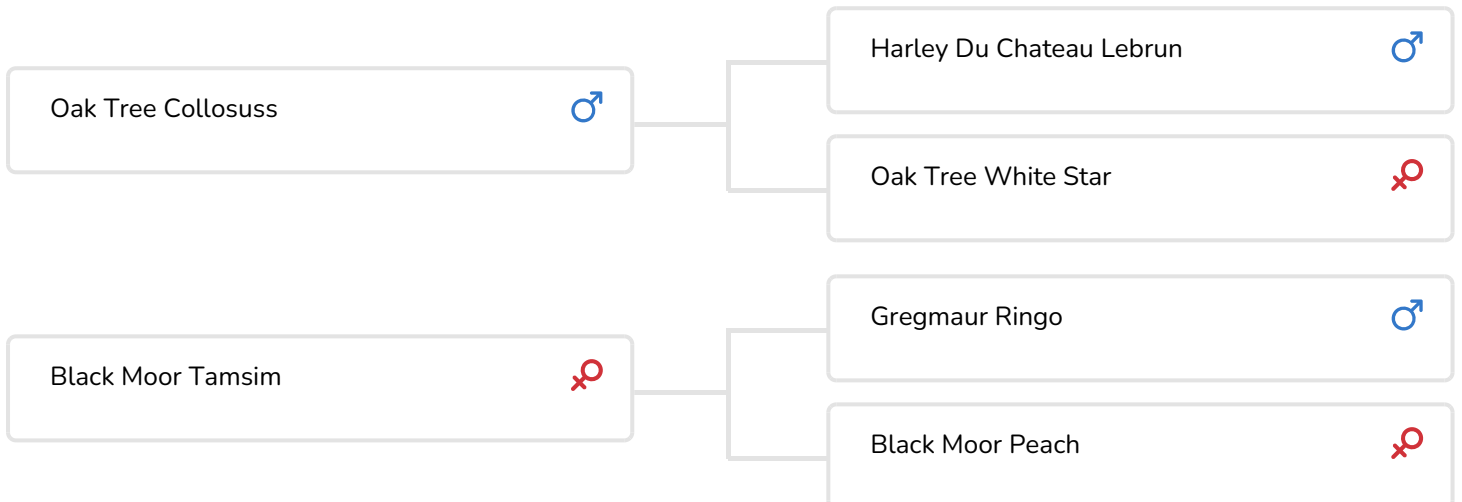 Harley Du Chateau Lebrun
Oak Tree Collosuss
Oak Tree White Star
Gregmaur Ringo
Black Moor Tamsim
Black Moor Peach